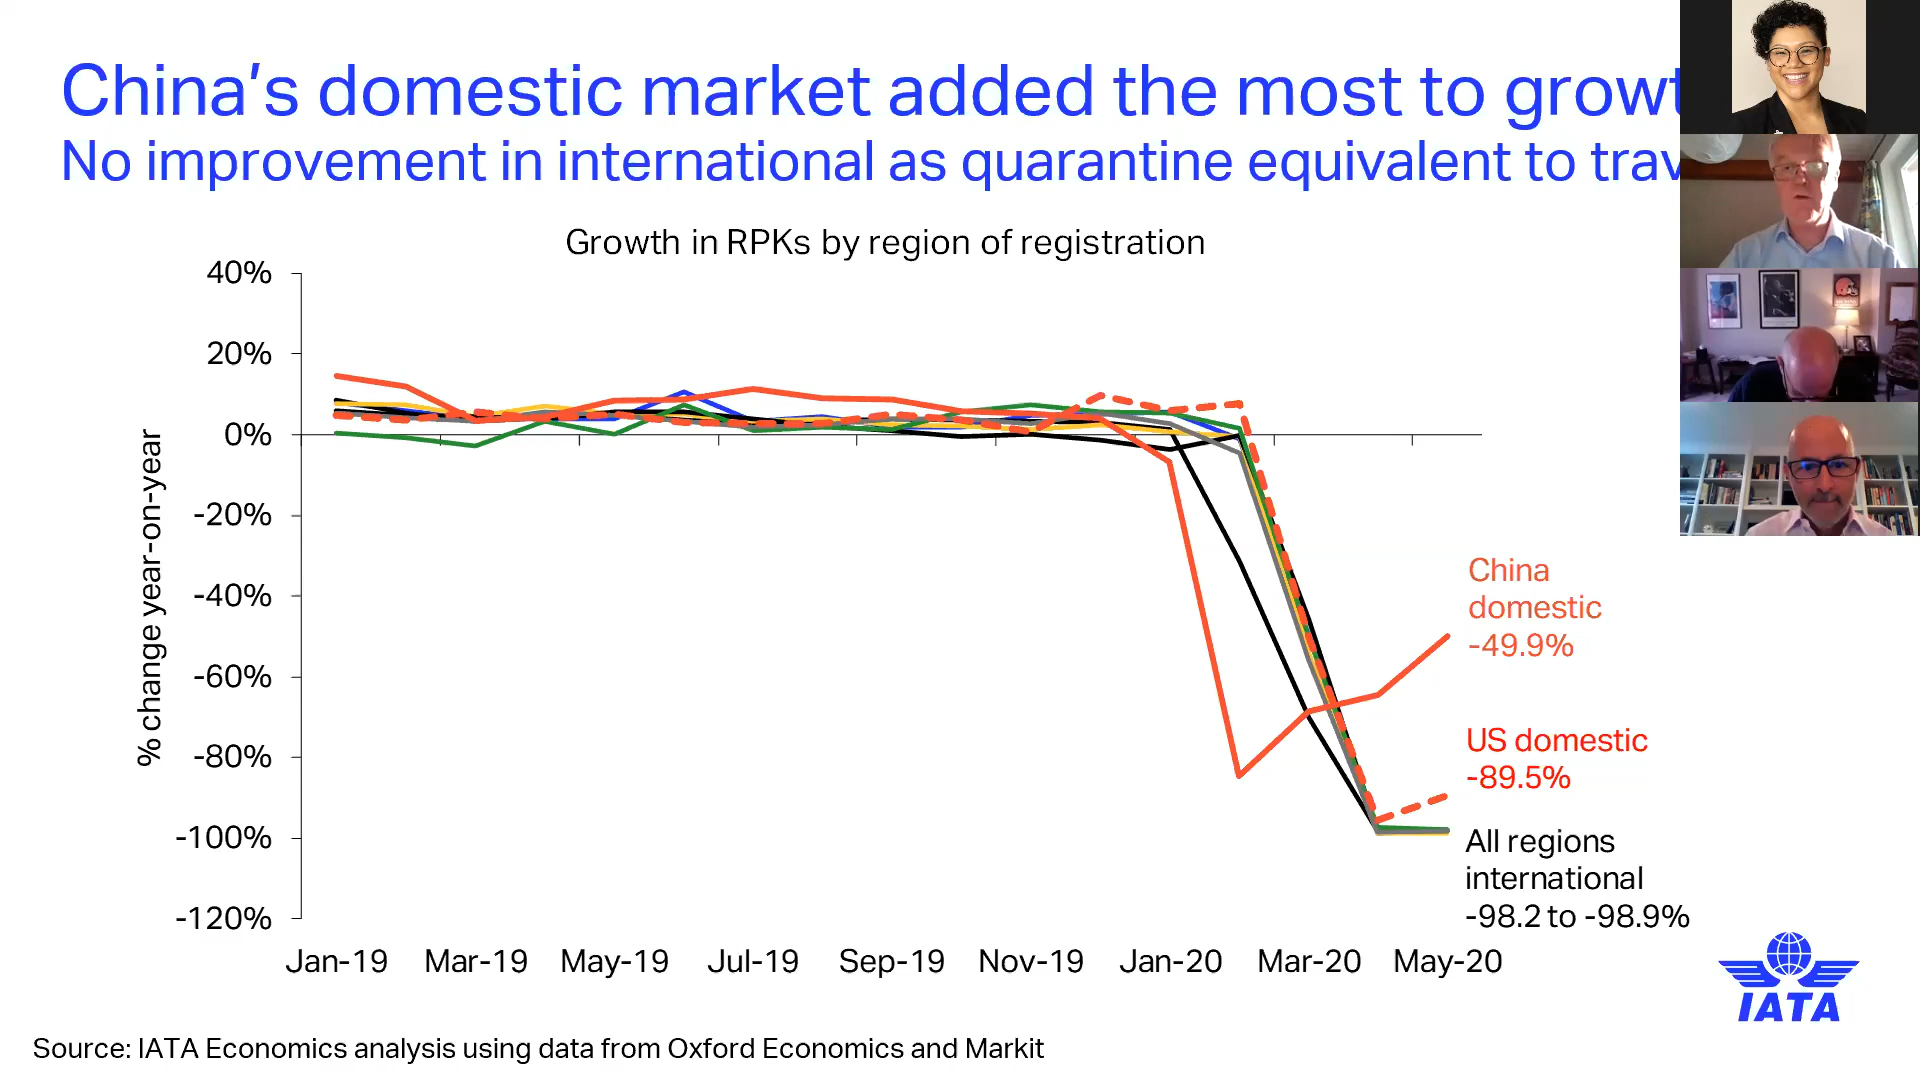 China's domestic market added the most to growt
No improvement in international as quarantine equivalent to trav
Growth in RPKs by region of registration
40%
20%
0%
-20%
-40%
-60%
-80%
-100%
-120%
% change year-on-year
Jan-19 Mar-19 May-19 Jul-19 Sep-19 Nov-19 Jan-20 Mar-20 May-20
China
domestic
-49.9%
US domestic
-89.5%
All regions
international
-98.2 to -98.9%
IATA
Source: IATA Economics analysis using data from Oxford Economics and Markit